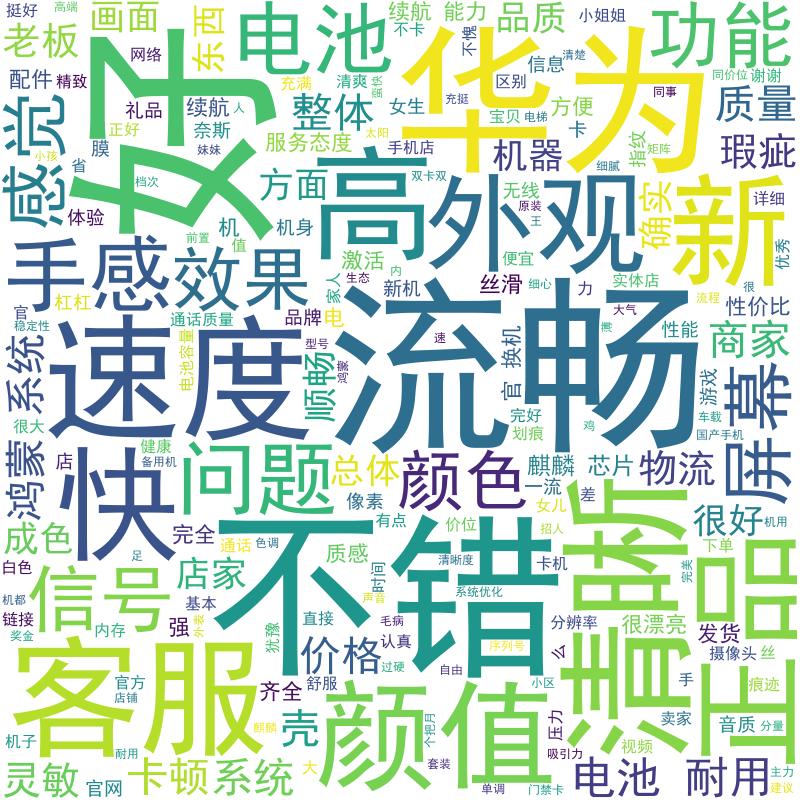 挺好
高端
画面
续航
能力
品质
小姐姐
老板
东西
电池
不卡
不愧
功能
网络
好
华为
信息
清楚
区别
同价位
谢谢
配件
精致
充满
清爽
充挺
同事
礼品
续航
整体
女生
宝贝
电梯
方便
质量
感觉
正好
奈斯
服务态度
手机店
卡
指纹
膜
小孩
妹妹
太阳
机器
细腻
矩阵
瑕疵
省
档次
方面
高
双卡双
无线
确实
新
详细
体验
机
机身
原装
外观
王
前置
值
激活
内
便宜
优秀
手感
效果
家人
生态
丝滑
细心
实体店
很
杠杠
新机
力
大气
流程
性价比
官
稳定性
通话质量
品牌
电
流畅
薄
性能
商家
系统
速度
电池容量
型号
鸿蒙
顺畅
速
官
换机
游戏
车载
屏幕
很大
完好
划痕
鸡
国产手机
鸿蒙
店
健康
备用机
快
问题
总体
颜色
麒麟
芯片
物流
一流
差
像素
女儿
清晰
很好
机用
成色
完全
有点
不错
价位
招人
下单
正品
完美
白色
通话
色调
质感
清晰度
卡机
机都
信号
店家
足
时间
系统优化
链接
基本
声音
奖金
内存
强
外表
犹豫
直接
毛病
认真
价格
过硬
序列号
分辨率
很漂亮
发货
么
自由
摄像头
丝
客服
官方
店铺
齐全
舒服
小区
手
痕迹
机子
耐用
麒麟
壳
颜值
个把月
压力
吸引力
卖家
音质
分量
视频
灵敏
官网
卡顿
系统
大
套装
单调
门禁卡
电池
耐用
主力
建议